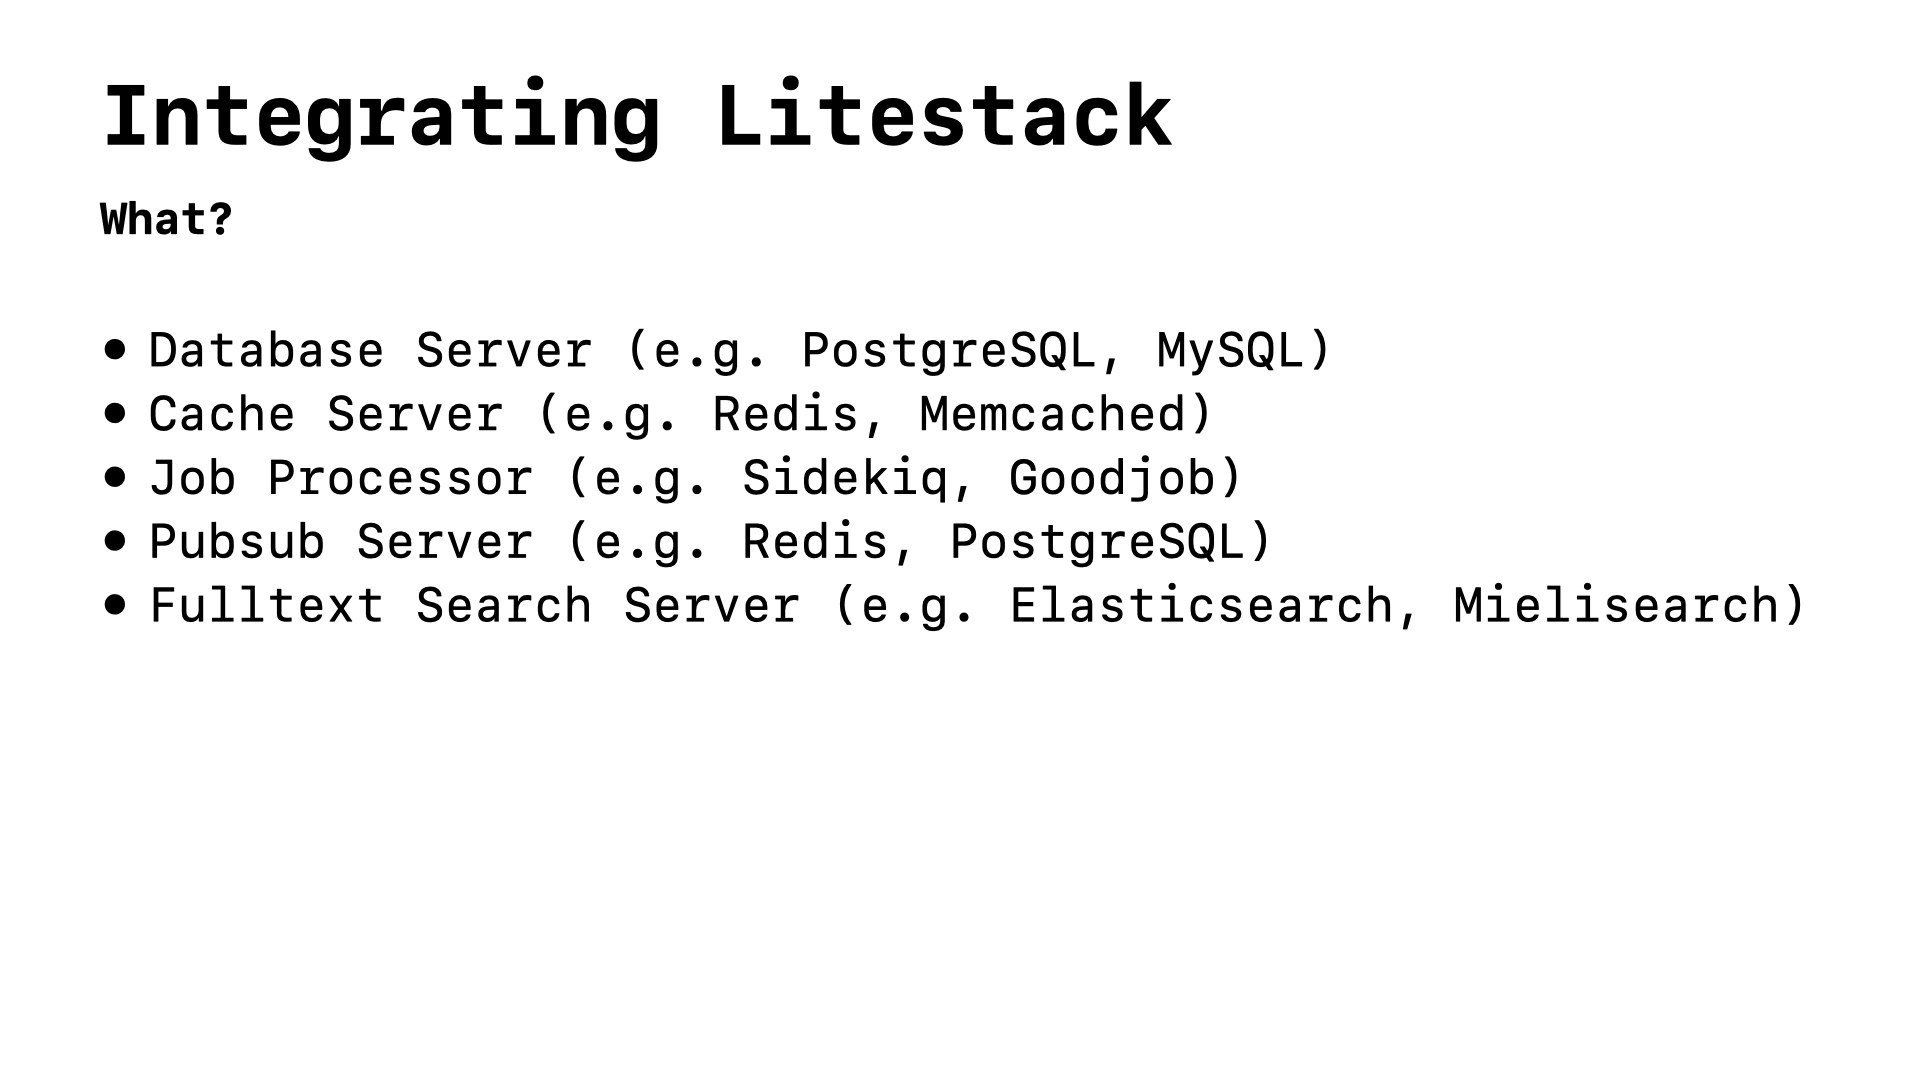 Integrating Litestack
What?
• Database Server (e.g. PostgreSQL, MySQL)
• Cache Server (e.g. Redis, Memcached)
• Job Processor (e.g. Sidekiq, Goodjob)
• Pubsub Server (e.g. Redis, PostgreSQL)
• Fulltext Search Server (e.g. Elasticsearch, Mielisearch)